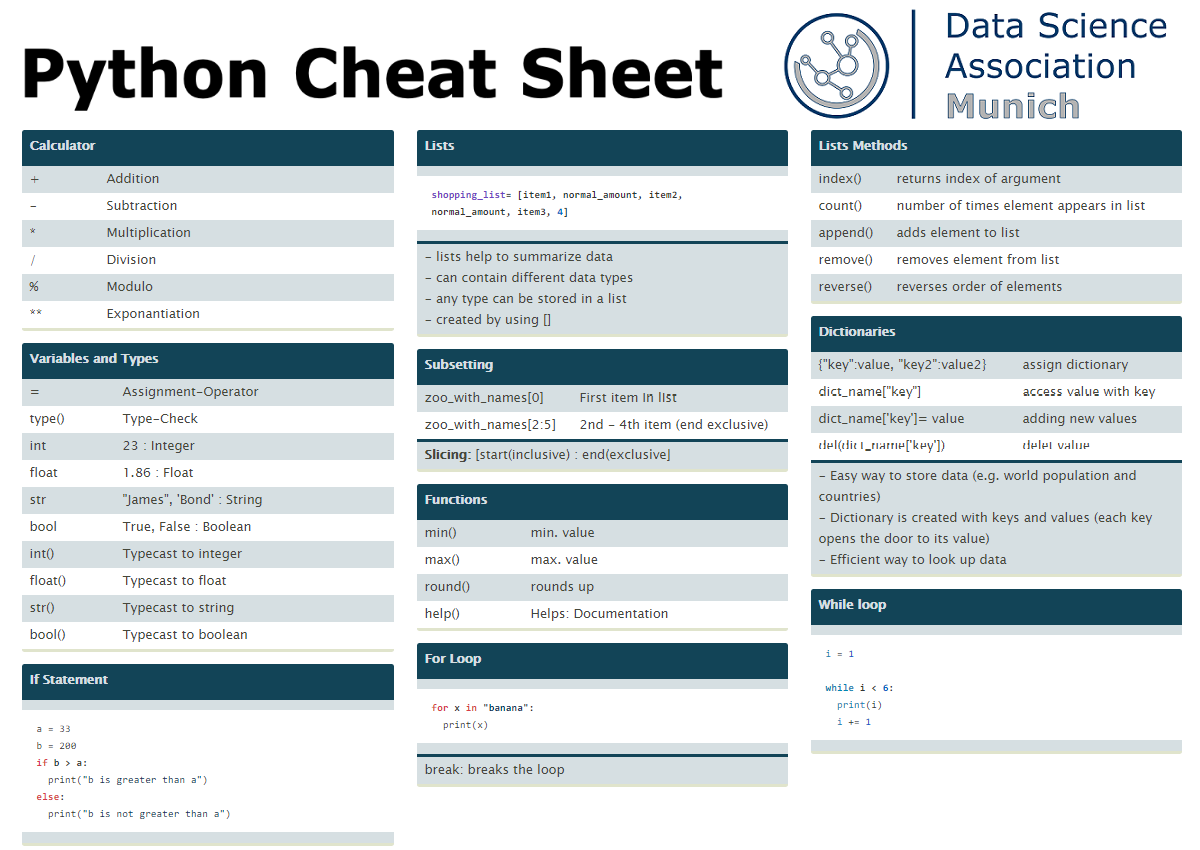 Python Cheat Sheet
Data Science
Association
Munich
Calculator
+ Addition
− Subtraction
* Multiplication
/ Division
% Modulo
** Exponantiation
Variables and Types
= Assignment-Operator
type() Type-Check
int 23 : Integer
float 1.86 : Float
str "James", 'Bond' : String
bool True, False : Boolean
int() Typecast to integer
float() Typecast to float
str() Typecast to string
bool() Typecast to boolean
If Statement
a = 33
b = 200
if b > a:
  print("b is greater than a")
else:
  print("b is not greater than a")
Lists
shopping_list= [item1, normal_amount, item2,
normal_amount, item3, 4]
− lists help to summarize data
− can contain different data types
− any type can be stored in a list
− created by using []
Subsetting
zoo_with_names[0] First item in list
zoo_with_names[2:5] 2nd − 4th item (end exclusive)
Slicing: [start(inclusive) : end(exclusive]
Functions
min() min. value
max() max. value
round() rounds up
help() Helps: Documentation
For Loop
for x in "banana":
  print(x)
break: breaks the loop
Lists Methods
index() returns index of argument
count() number of times element appears in list
append() adds element to list
remove() removes element from list
reverse() reverses order of elements
Dictionaries
{"key":value, "key2":value2} assign dictionary
dict_name["key"] access value with key
dict_name['key']= value adding new values
del(dict_name['key']) delet value
− Easy way to store data (e.g. world population and
countries)
− Dictionary is created with keys and values (each key
opens the door to its value)
− Efficient way to look up data
While loop
i = 1
while i < 6:
  print(i)
  i += 1